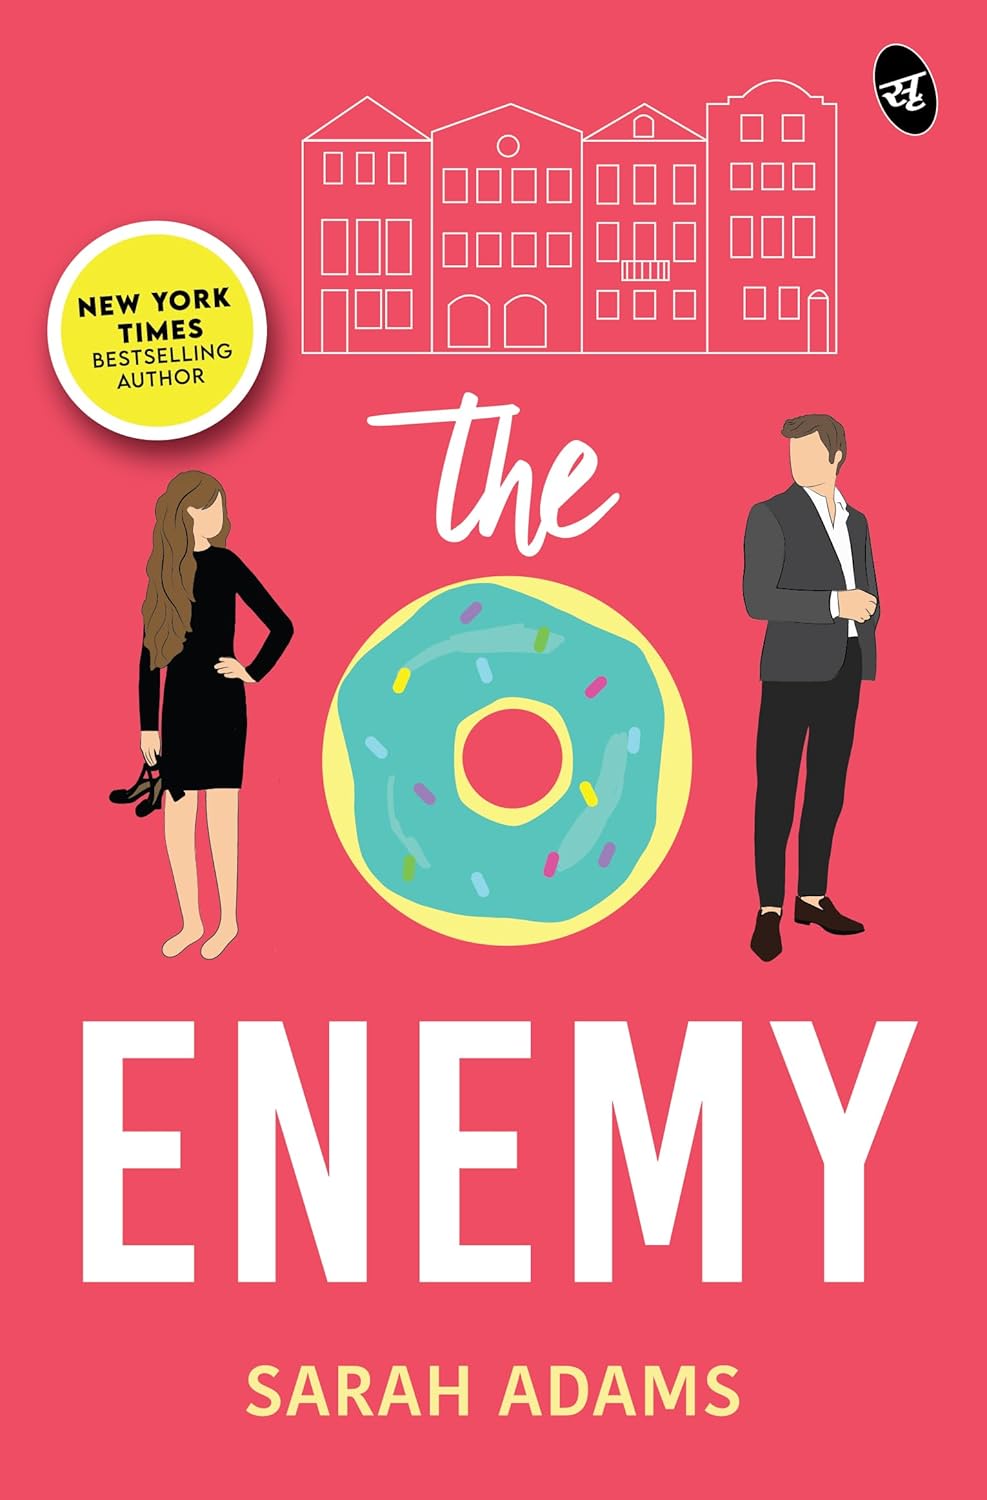 सृ
NEW YORK
TIMES
BESTSELLING
AUTHOR
the
ENEMY
SARAH ADAMS